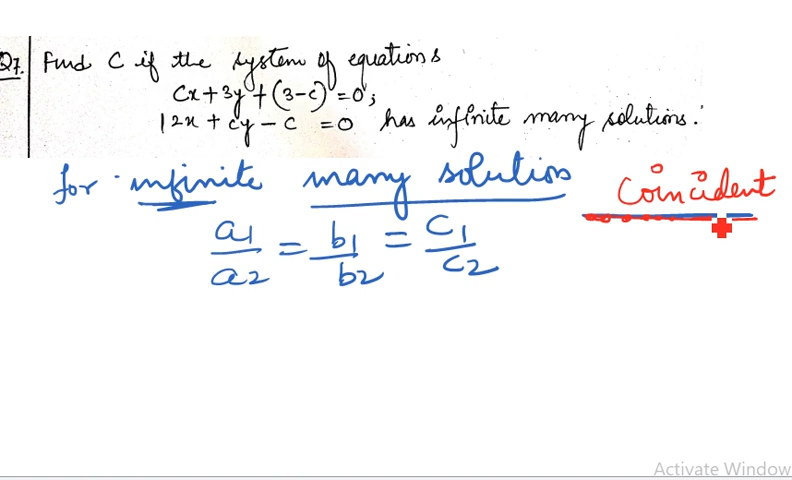 Q7. Find C if the system of equations
Cx + 3y + (3-c) = 0;
12x + cy - c = 0 has infinite many solutions.
for infinite many solution coincident
a1/a2 = b1/b2 = c1/c2
Activate Window